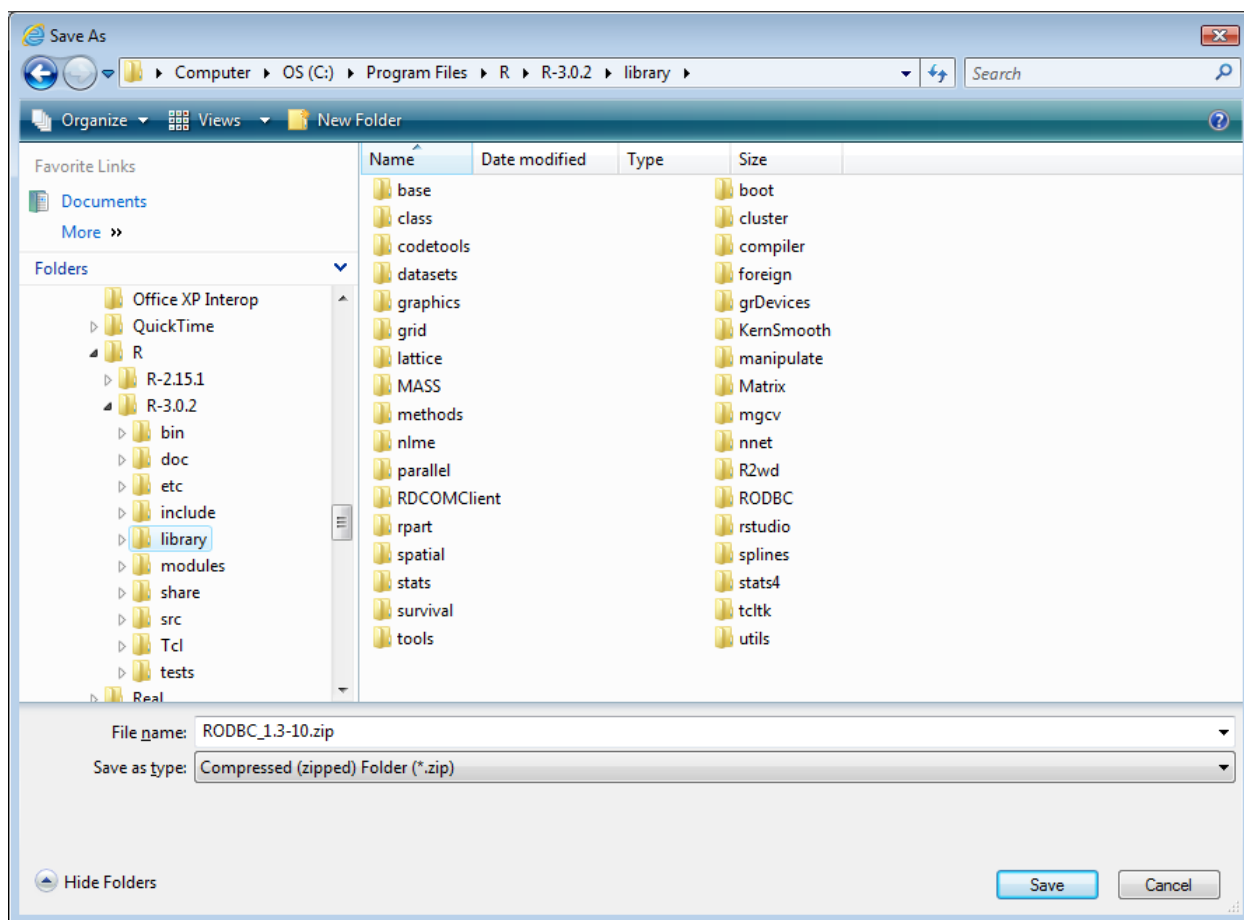 Save As
Computer OS (C:) Program Files R R-3.0.2 library Search
Organize Views New Folder
Favorite Links
Documents
More »
Folders
Office XP Interop
QuickTime
R
R-2.15.1
R-3.0.2
bin
doc
etc
include
library
modules
share
src
Tcl
tests
Real
Name Date modified Type Size
base boot
class cluster
codetools compiler
datasets foreign
graphics grDevices
grid KernSmooth
lattice manipulate
MASS Matrix
methods mgcv
nlme nnet
parallel R2wd
RDCOMClient RODBC
rpart rstudio
spatial splines
stats stats4
survival tcltk
tools utils
File name: RODBC_1.3-10.zip
Save as type: Compressed (zipped) Folder (*.zip)
Hide Folders Save Cancel